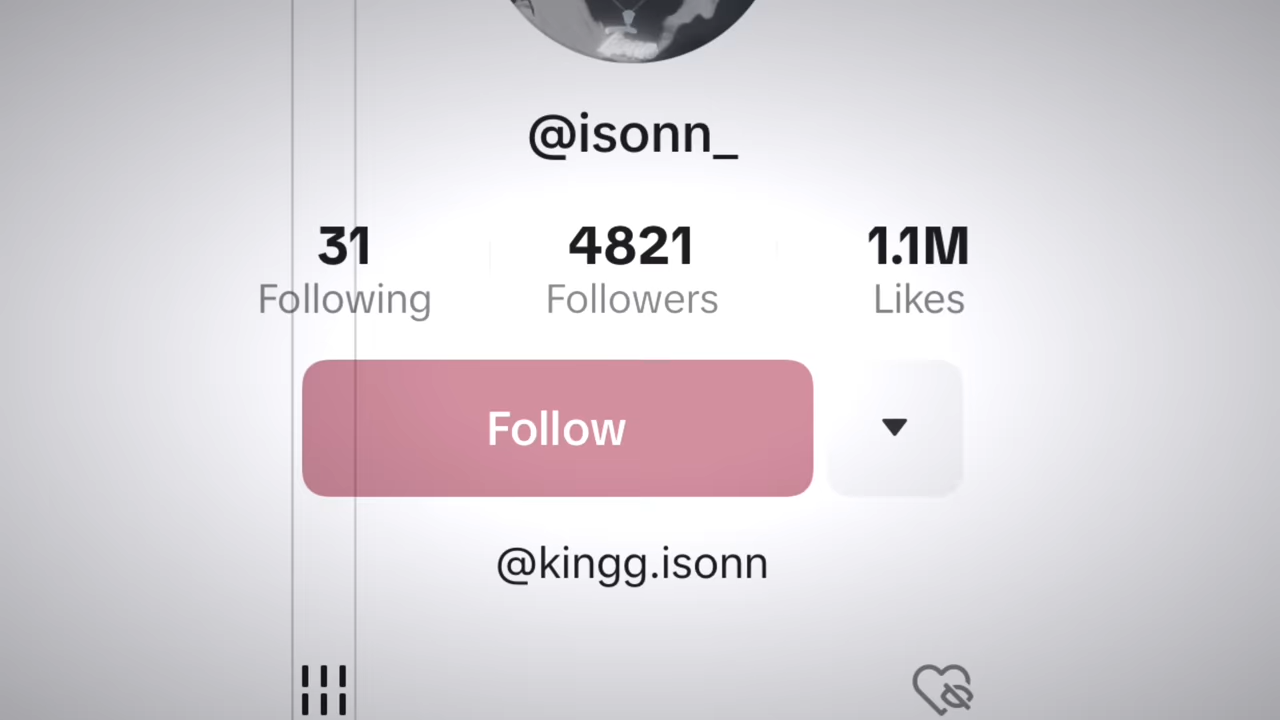 @isonn_
31 4821 1.1M
Following Followers Likes
Follow
@kingg.isonn